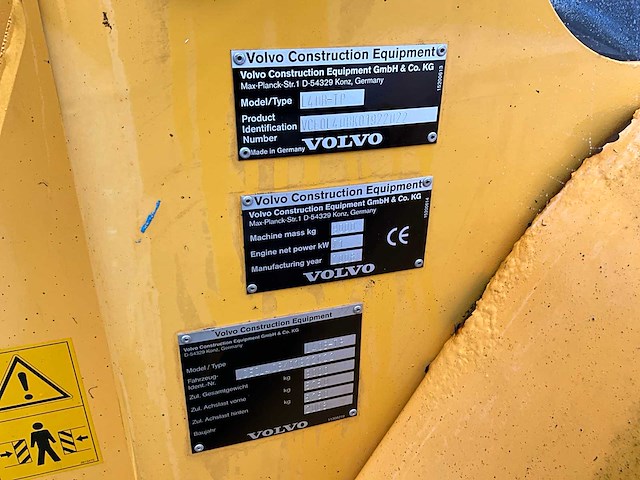 Volvo Construction Equipment
Volvo Construction Equipment GmbH & Co. KG
Max-Planck-Str.1 D-54329 Konz, Germany
Model/Type
Product
Identification
Number
Made in Germany
VOLVO
Volvo Construction Equipment
Volvo Construction Equipment GmbH & Co. KG
Max-Planck-Str.1 D-54329 Konz, Germany
Machine mass kg
Engine net power kW
Manufacturing year
CE
VOLVO
Volvo Construction Equipment
Volvo Construction Equipment GmbH & Co. KG
D-54329 Konz, Germany
Model / Type
Fahrzeug-
Ident.-Nr.
Zul. Gesamtgewicht kg
Zul. Achslast vorne kg
Zul. Achslast hinten kg
Baujahr
VOLVO